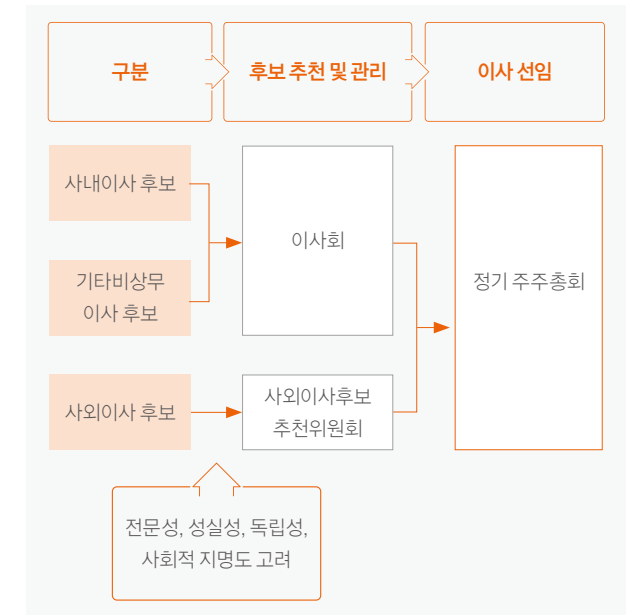 구분
후보 추천 및 관리
이사 선임
사내이사 후보
기타비상무
이사 후보
사외이사 후보
이사회
사외이사후보
추천위원회
정기 주주총회
전문성, 성실성, 독립성,
사회적 지명도 고려